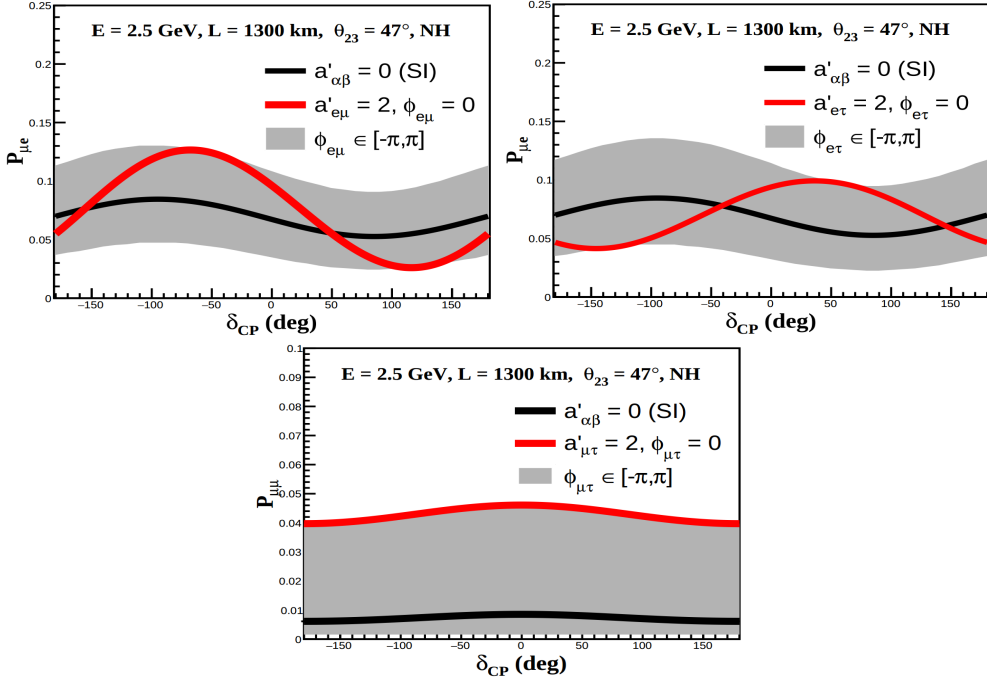 E = 2.5 GeV, L = 1300 km, θ23 = 47°, NH
a'αβ = 0 (SI)
a'eμ = 2, ϕeμ = 0
ϕeμ ∈ [-π,π]
Pμe
0.25
0.2
0.15
0.1
0.05
0
−150
−100
−50
0
50
100
150
δCP (deg)
E = 2.5 GeV, L = 1300 km, θ23 = 47°, NH
a'αβ = 0 (SI)
a'eτ = 2, ϕeτ = 0
ϕeτ ∈ [-π,π]
Pμe
0.25
0.2
0.15
0.1
0.05
0
−150
−100
−50
0
50
100
150
δCP (deg)
E = 2.5 GeV, L = 1300 km, θ23 = 47°, NH
a'αβ = 0 (SI)
a'μτ = 2, ϕμτ = 0
ϕμτ ∈ [-π,π]
Pμμ
0.1
0.09
0.08
0.07
0.06
0.05
0.04
0.03
0.02
0.01
0
−150
−100
−50
0
50
100
150
δCP (deg)